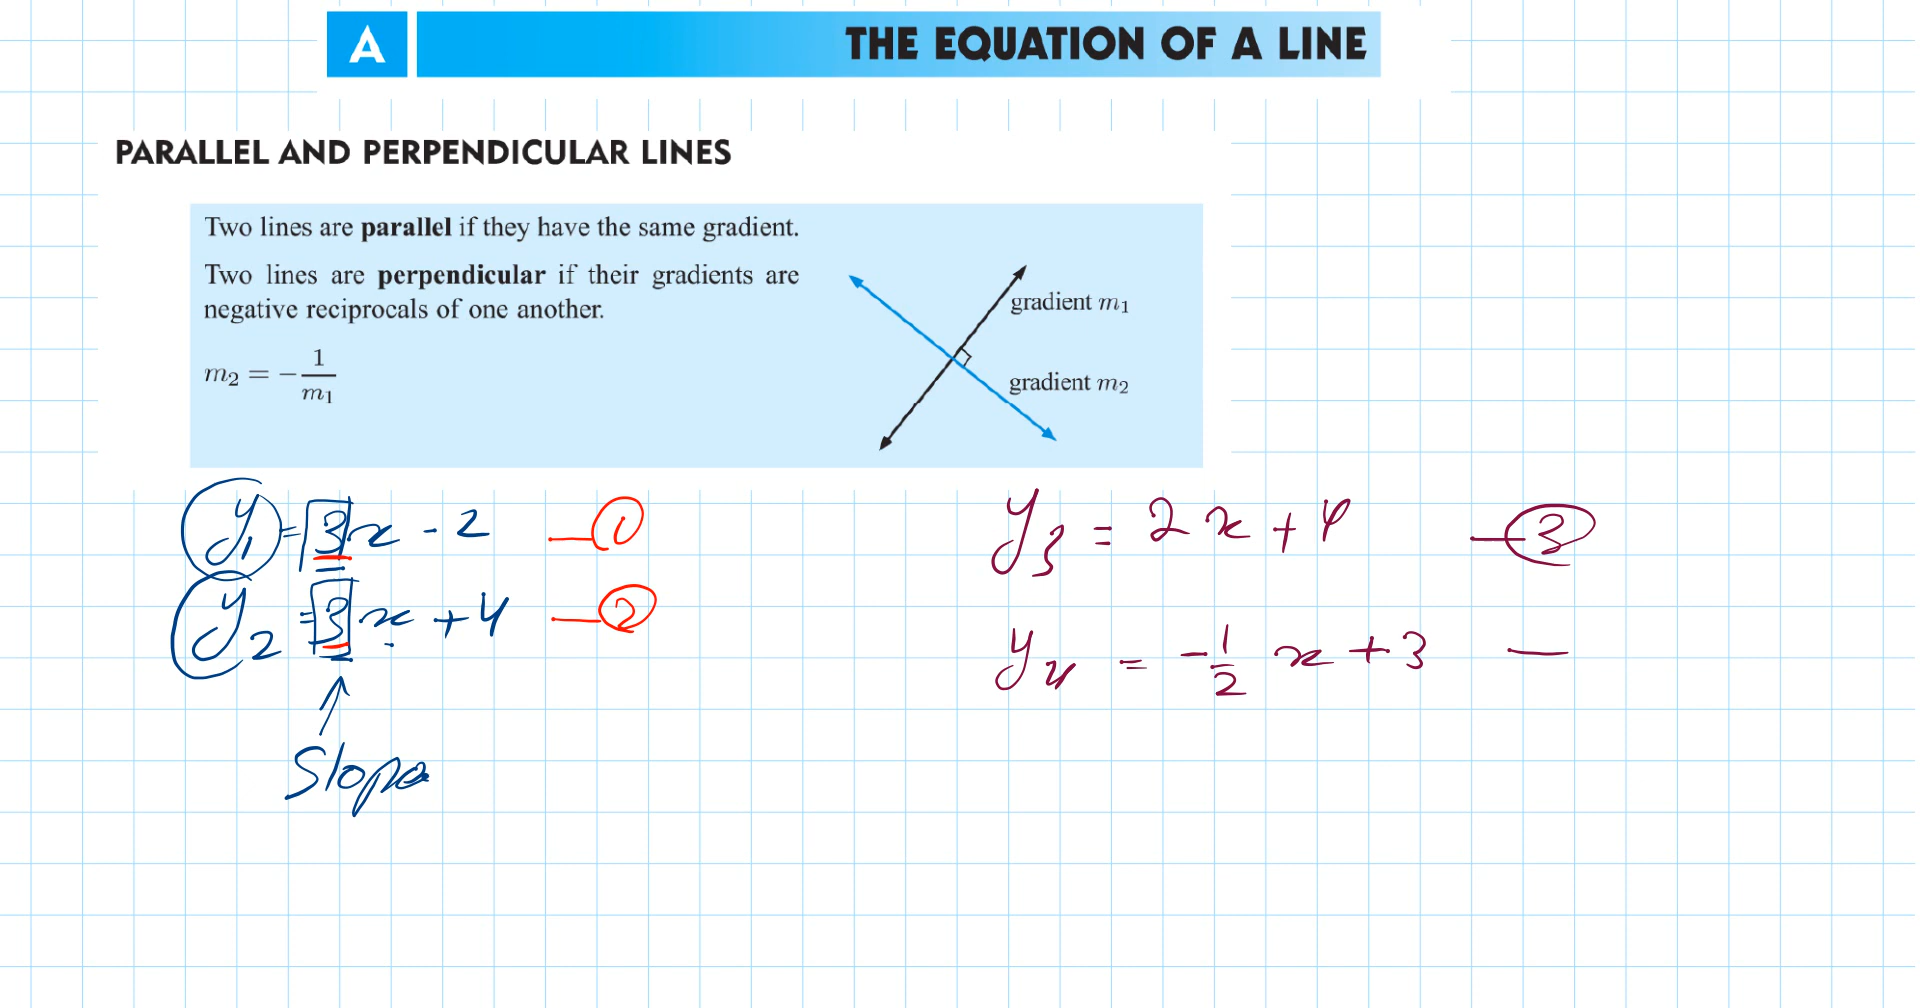 A THE EQUATION OF A LINE
PARALLEL AND PERPENDICULAR LINES
Two lines are parallel if they have the same gradient.
Two lines are perpendicular if their gradients are
negative reciprocals of one another.
m₂ = - 1/m₁
gradient m₁
gradient m₂
y₁ = 3x - 2 — ①
y₂ = 3x + 4 — ②
Slope
y₃ = 2x + 4 — ③
y₄ = -1/2 x + 3 —